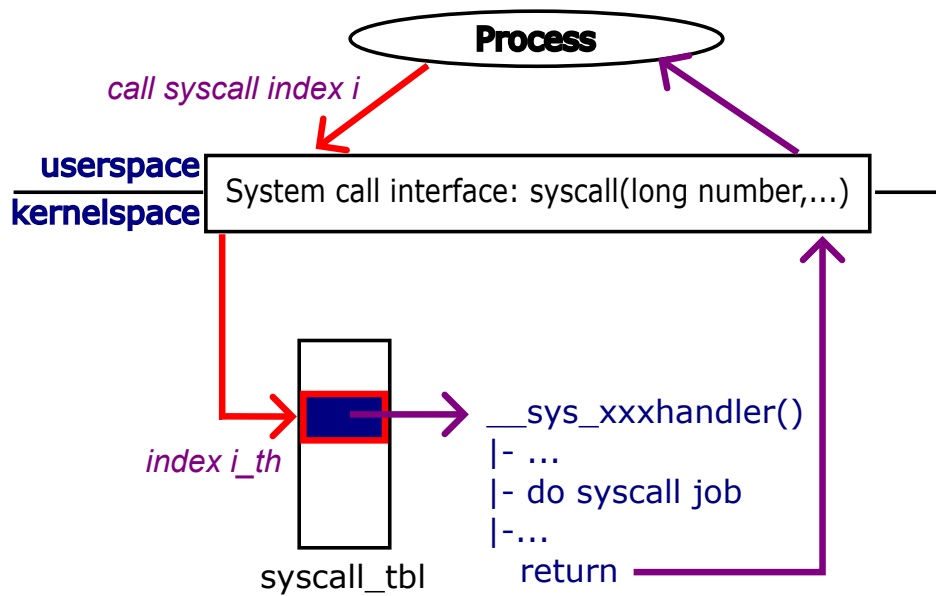 Process
call syscall index i
userspace
System call interface: syscall(long number,...)
kernelspace
__sys_xxxhandler()
|- ...
index i_th
|- do syscall job
|-...
return
syscall_tbl